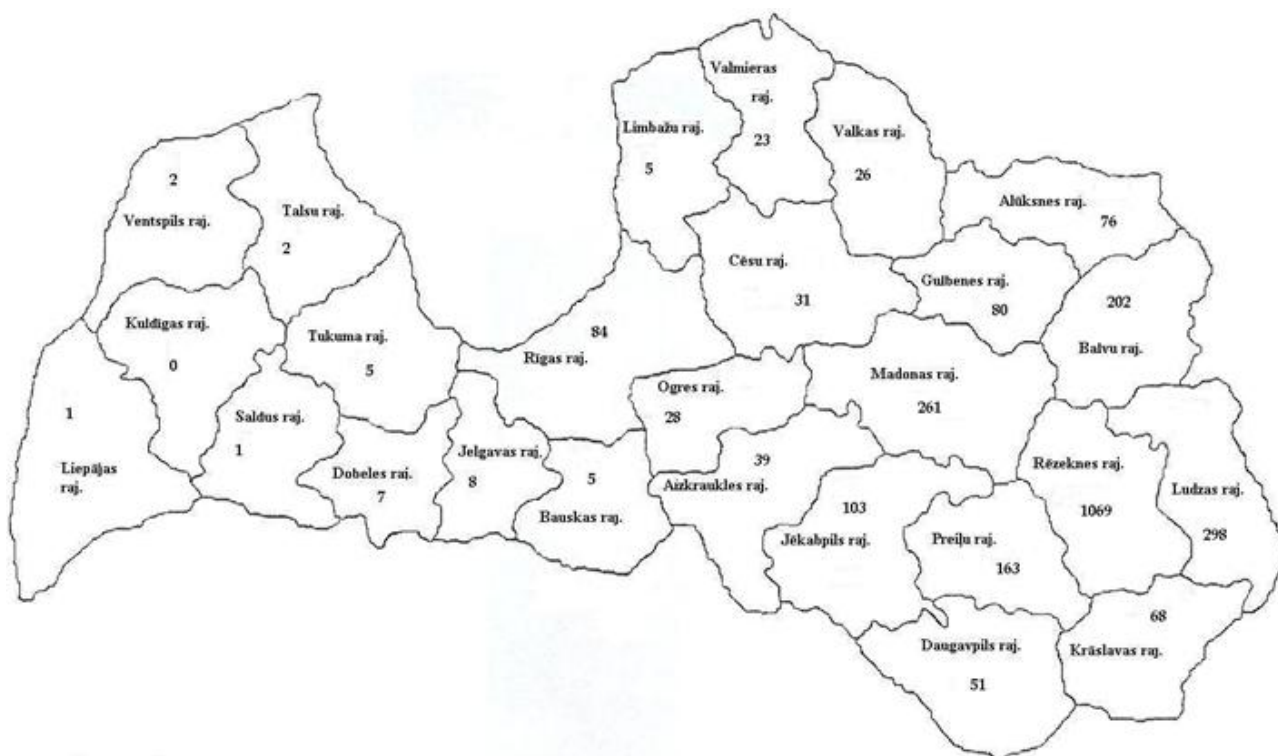 Valmieras
raj.
23
Limbažu raj.
5
Valkas raj.
26
2
Ventspils raj.
Talsu raj.
2
Alūksnes raj.
76
Cēsu raj.
31
Gulbenes raj.
80
202
Balvu raj.
Kuldīgas raj.
0
Tukuma raj.
5
84
Rīgas raj.
Ogres raj.
28
Madonas raj.
261
1
Liepājas
raj.
Saldus raj.
1
Dobeles raj.
7
Jelgavas raj.
8
5
Bauskas raj.
39
Aizkraukles raj.
103
Jēkabpils raj.
Preiļu raj.
163
Rēzeknes raj.
1069
Ludzas raj.
298
Daugavpils raj.
51
68
Krāslavas raj.